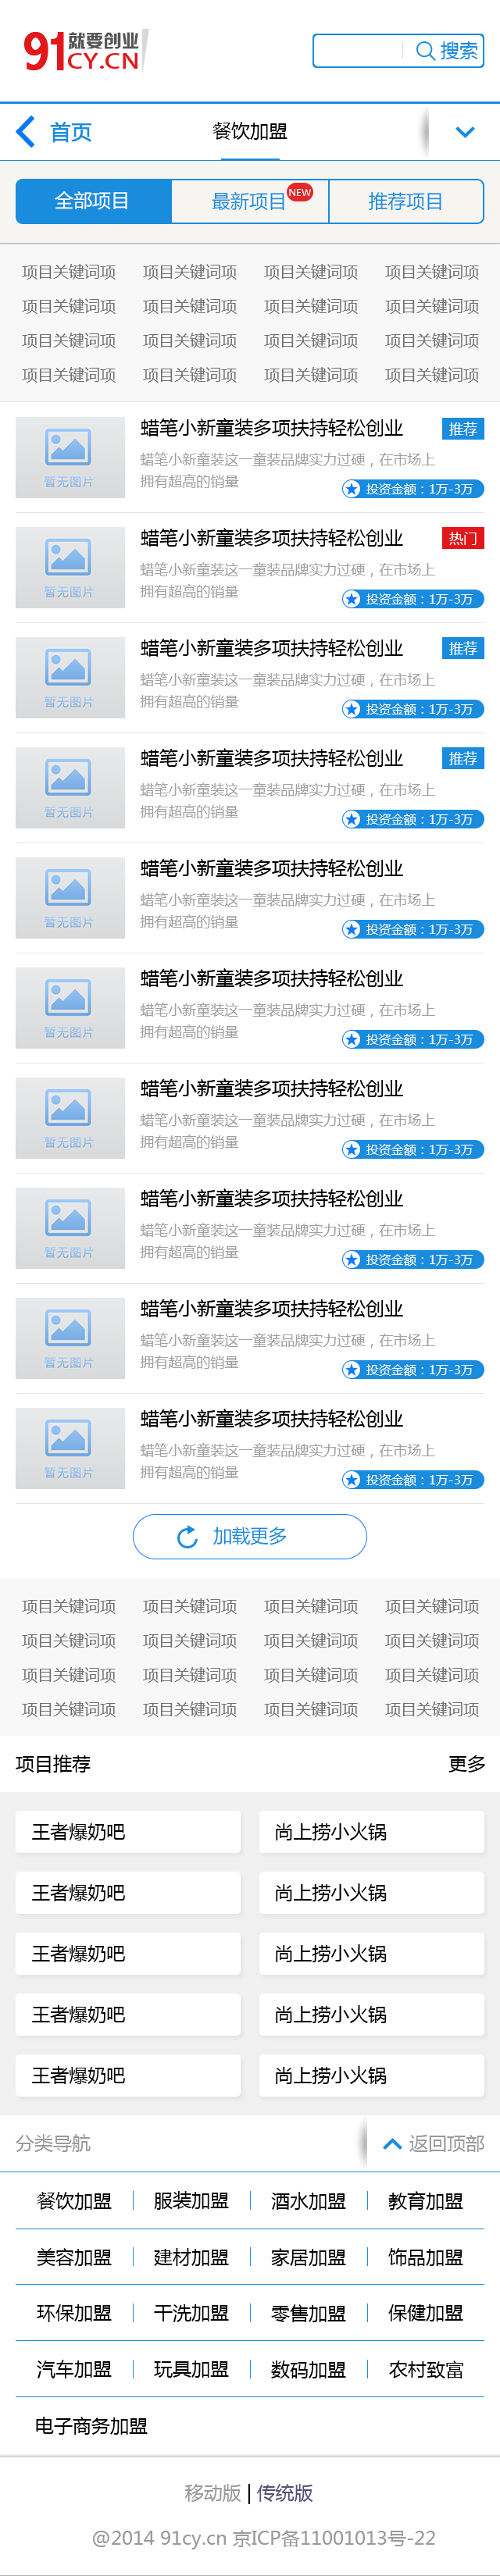 91 就要创业
CY.CN
搜索
首页 餐饮加盟
全部项目 最新项目 NEW 推荐项目
项目关键词项 项目关键词项 项目关键词项 项目关键词项
项目关键词项 项目关键词项 项目关键词项 项目关键词项
项目关键词项 项目关键词项 项目关键词项 项目关键词项
项目关键词项 项目关键词项 项目关键词项 项目关键词项
蜡笔小新童装多项扶持轻松创业 推荐
蜡笔小新童装这一童装品牌实力过硬，在市场上
拥有超高的销量
暂无图片 投资金额：1万-3万
蜡笔小新童装多项扶持轻松创业 热门
蜡笔小新童装这一童装品牌实力过硬，在市场上
拥有超高的销量
暂无图片 投资金额：1万-3万
蜡笔小新童装多项扶持轻松创业 推荐
蜡笔小新童装这一童装品牌实力过硬，在市场上
拥有超高的销量
暂无图片 投资金额：1万-3万
蜡笔小新童装多项扶持轻松创业 推荐
蜡笔小新童装这一童装品牌实力过硬，在市场上
拥有超高的销量
暂无图片 投资金额：1万-3万
蜡笔小新童装多项扶持轻松创业
蜡笔小新童装这一童装品牌实力过硬，在市场上
拥有超高的销量
暂无图片 投资金额：1万-3万
蜡笔小新童装多项扶持轻松创业
蜡笔小新童装这一童装品牌实力过硬，在市场上
拥有超高的销量
暂无图片 投资金额：1万-3万
蜡笔小新童装多项扶持轻松创业
蜡笔小新童装这一童装品牌实力过硬，在市场上
拥有超高的销量
暂无图片 投资金额：1万-3万
蜡笔小新童装多项扶持轻松创业
蜡笔小新童装这一童装品牌实力过硬，在市场上
拥有超高的销量
暂无图片 投资金额：1万-3万
蜡笔小新童装多项扶持轻松创业
蜡笔小新童装这一童装品牌实力过硬，在市场上
拥有超高的销量
暂无图片 投资金额：1万-3万
蜡笔小新童装多项扶持轻松创业
蜡笔小新童装这一童装品牌实力过硬，在市场上
拥有超高的销量
暂无图片 投资金额：1万-3万
加载更多
项目关键词项 项目关键词项 项目关键词项 项目关键词项
项目关键词项 项目关键词项 项目关键词项 项目关键词项
项目关键词项 项目关键词项 项目关键词项 项目关键词项
项目关键词项 项目关键词项 项目关键词项 项目关键词项
项目推荐 更多
王者爆奶吧 尚上捞小火锅
王者爆奶吧 尚上捞小火锅
王者爆奶吧 尚上捞小火锅
王者爆奶吧 尚上捞小火锅
王者爆奶吧 尚上捞小火锅
分类导航 返回顶部
餐饮加盟 服装加盟 酒水加盟 教育加盟
美容加盟 建材加盟 家居加盟 饰品加盟
环保加盟 干洗加盟 零售加盟 保健加盟
汽车加盟 玩具加盟 数码加盟 农村致富
电子商务加盟
移动版 | 传统版
@2014 91cy.cn 京ICP备11001013号-22